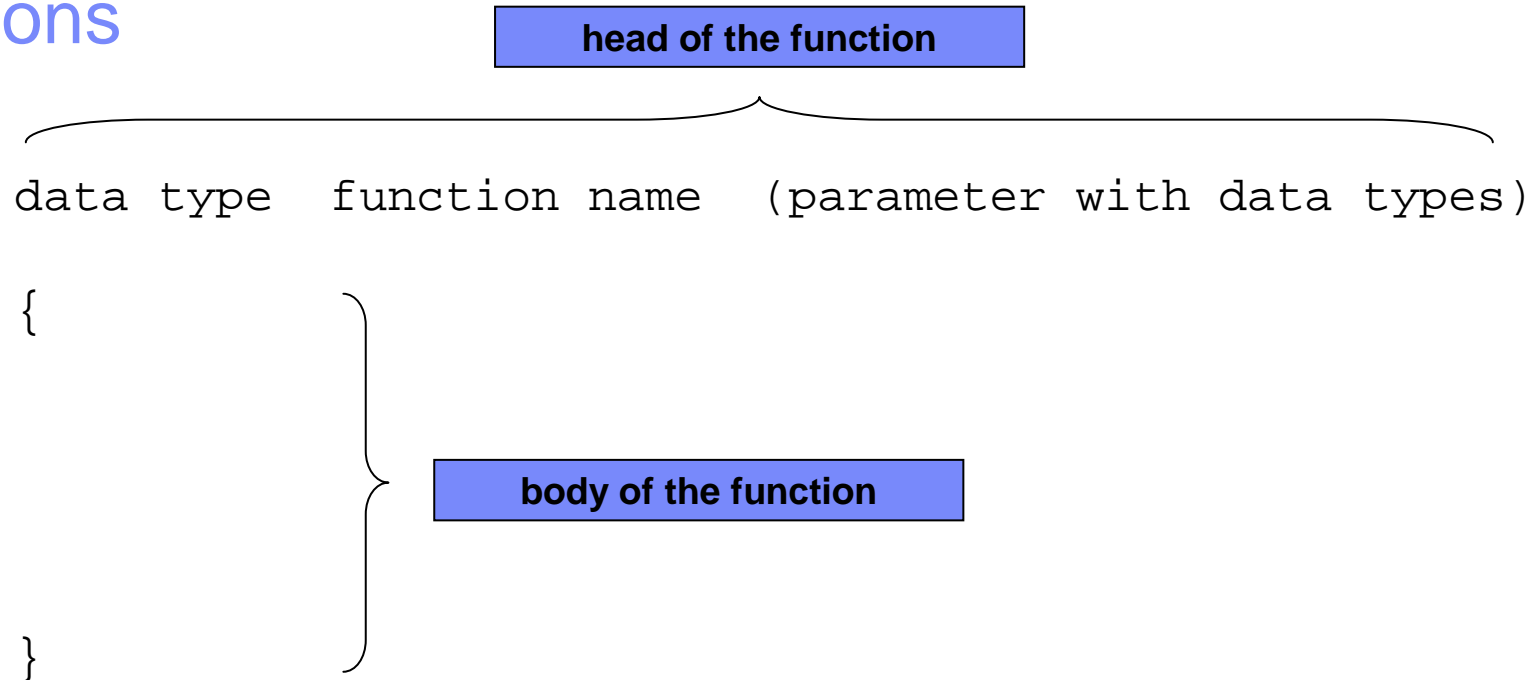 ons
head of the function
data type function name (parameter with data types)
{
body of the function
}